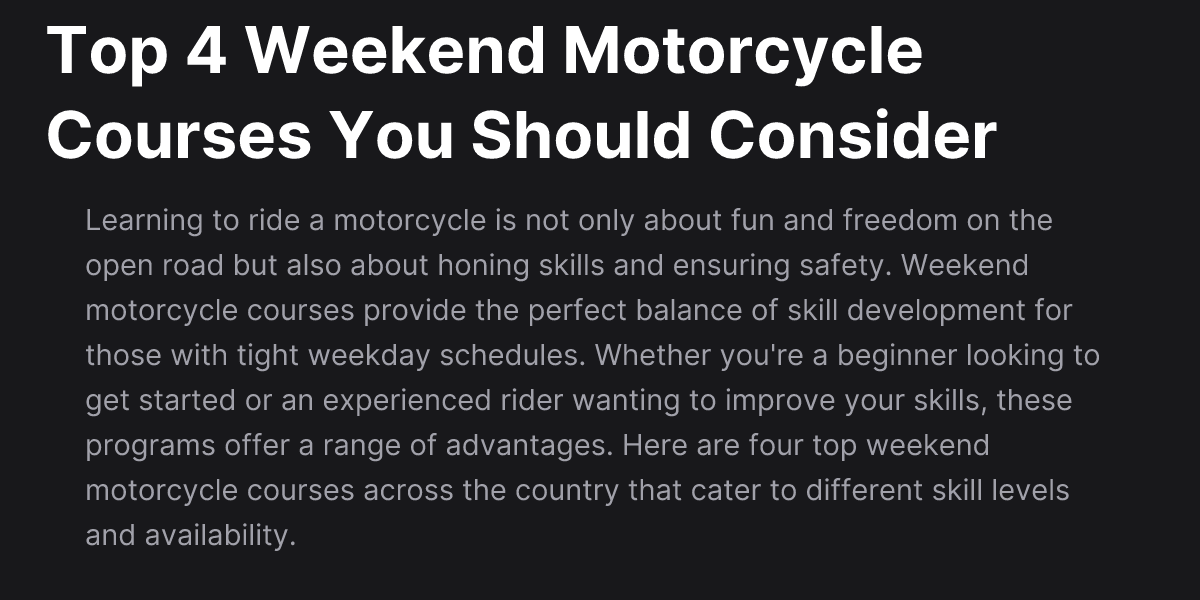 Top 4 Weekend Motorcycle
Courses You Should Consider
Learning to ride a motorcycle is not only about fun and freedom on the
open road but also about honing skills and ensuring safety. Weekend
motorcycle courses provide the perfect balance of skill development for
those with tight weekday schedules. Whether you're a beginner looking to
get started or an experienced rider wanting to improve your skills, these
programs offer a range of advantages. Here are four top weekend
motorcycle courses across the country that cater to different skill levels
and availability.